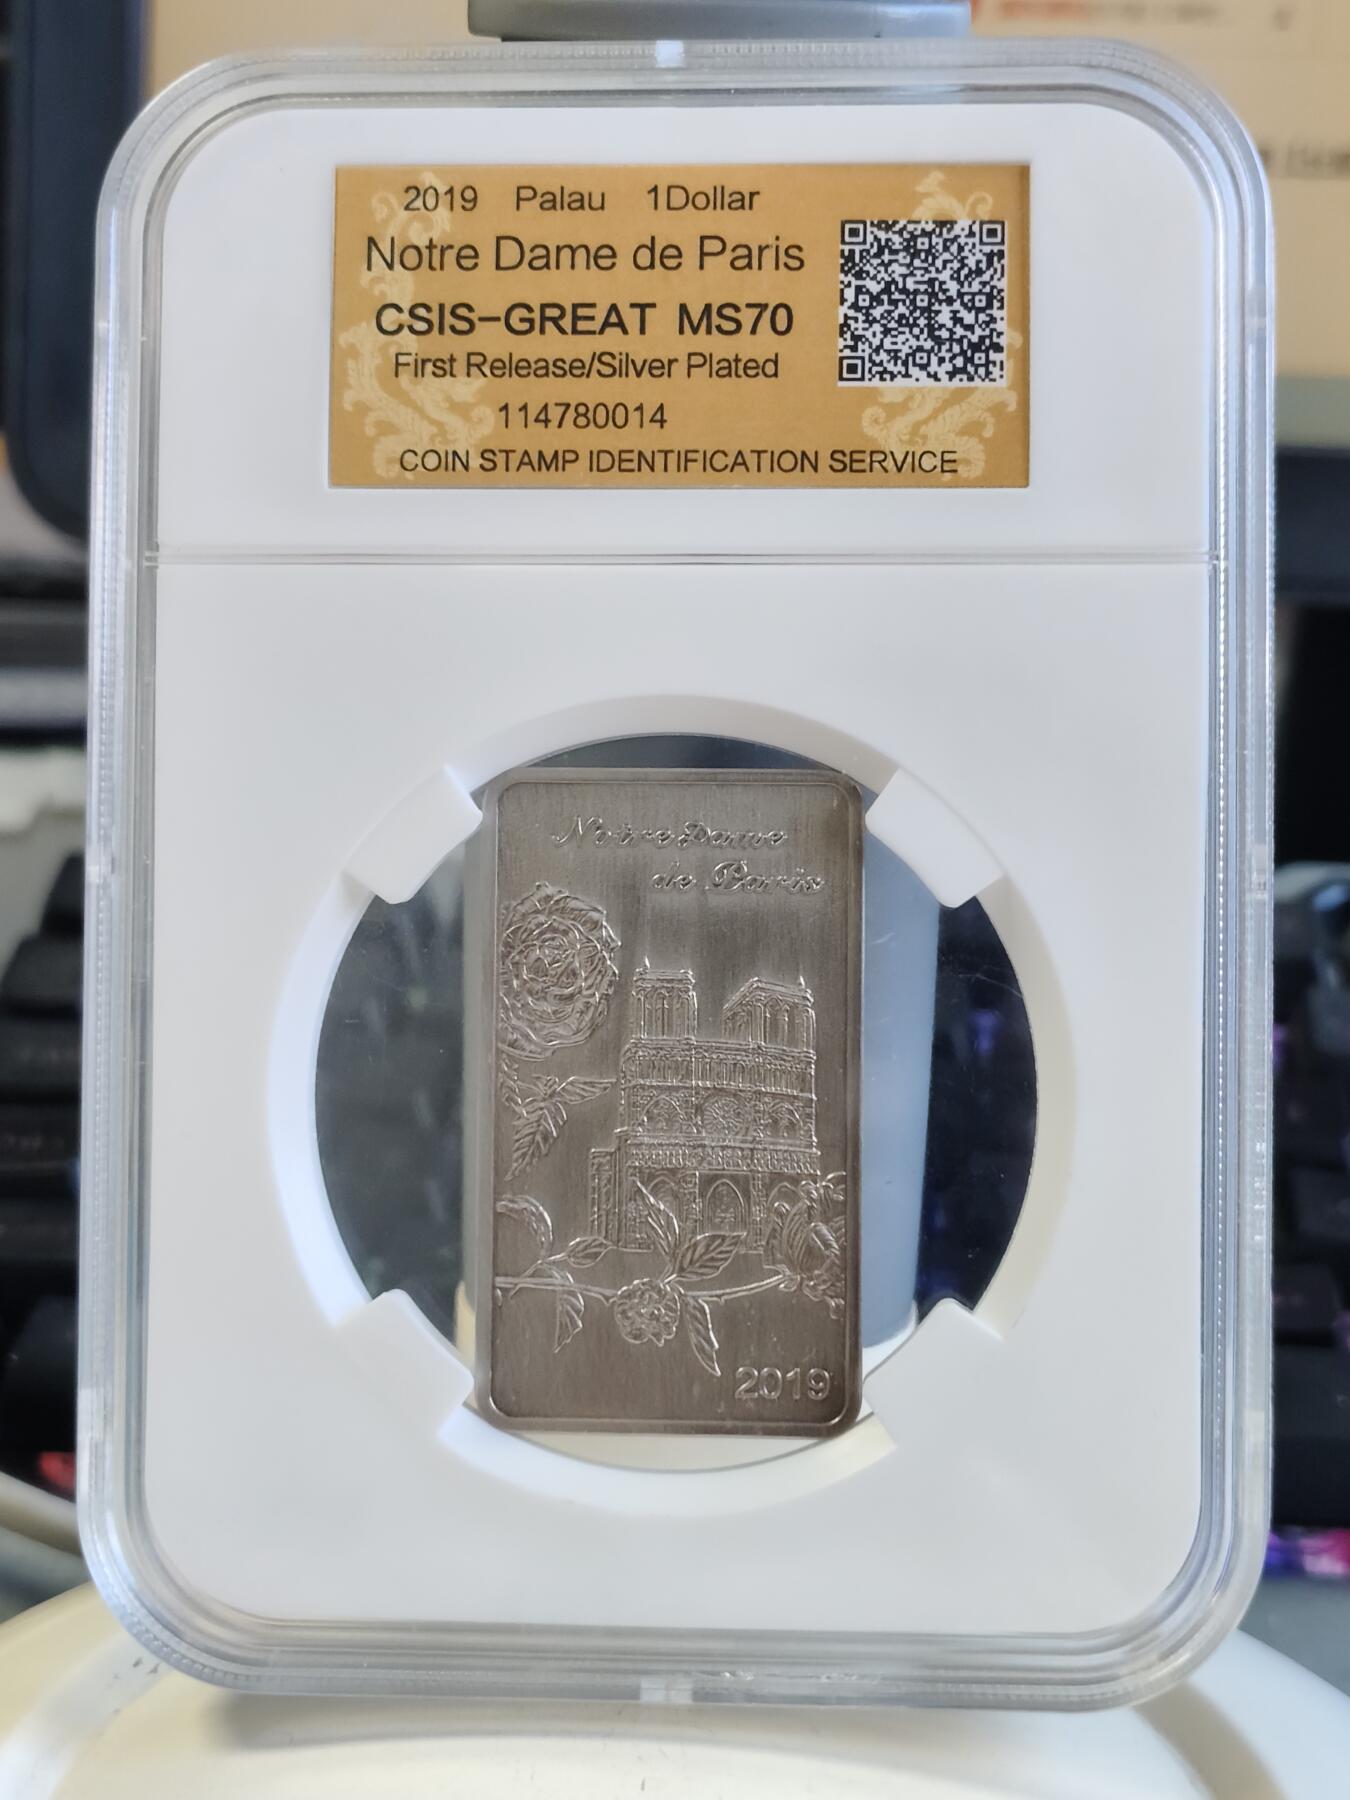 2019 Palau 1Dollar
Notre Dame de Paris
CSIS-GREAT MS70
First Release/Silver Plated
114780014
COIN STAMP IDENTIFICATION SERVICE
Notre Dame
de Paris
2019